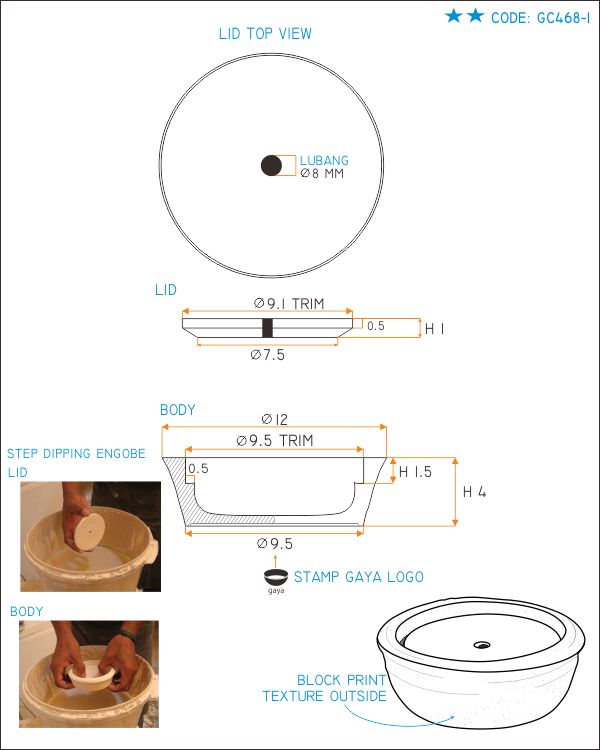 ★★ CODE: GC468-1
LID TOP VIEW
LUBANG
Ø8 MM
LID
Ø9.1 TRIM
0.5
H 1
Ø7.5
BODY
Ø12
Ø9.5 TRIM
0.5
H 1.5
H 4
Ø9.5
STEP DIPPING ENGOBE
LID
BODY
gaya
STAMP GAYA LOGO
BLOCK PRINT
TEXTURE OUTSIDE